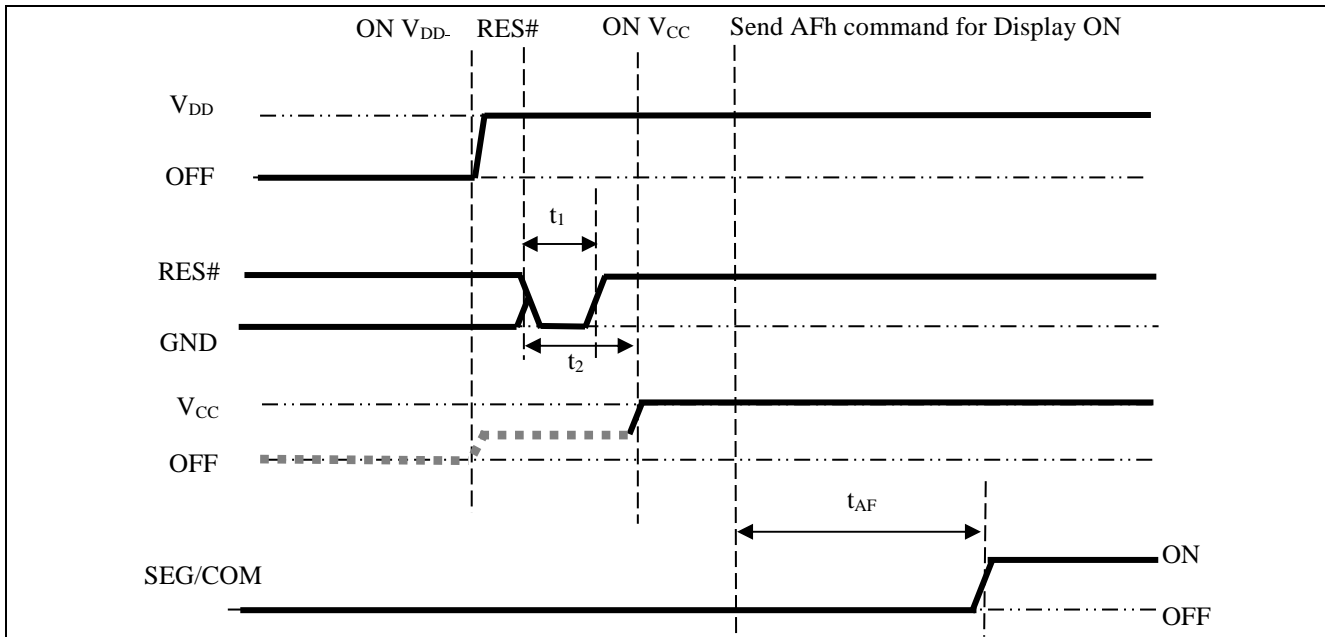 ON VDD- RES# ON VCC Send AFh command for Display ON
VDD
OFF
t1
RES#
GND
t2
VCC
OFF
tAF
ON
SEG/COM
OFF